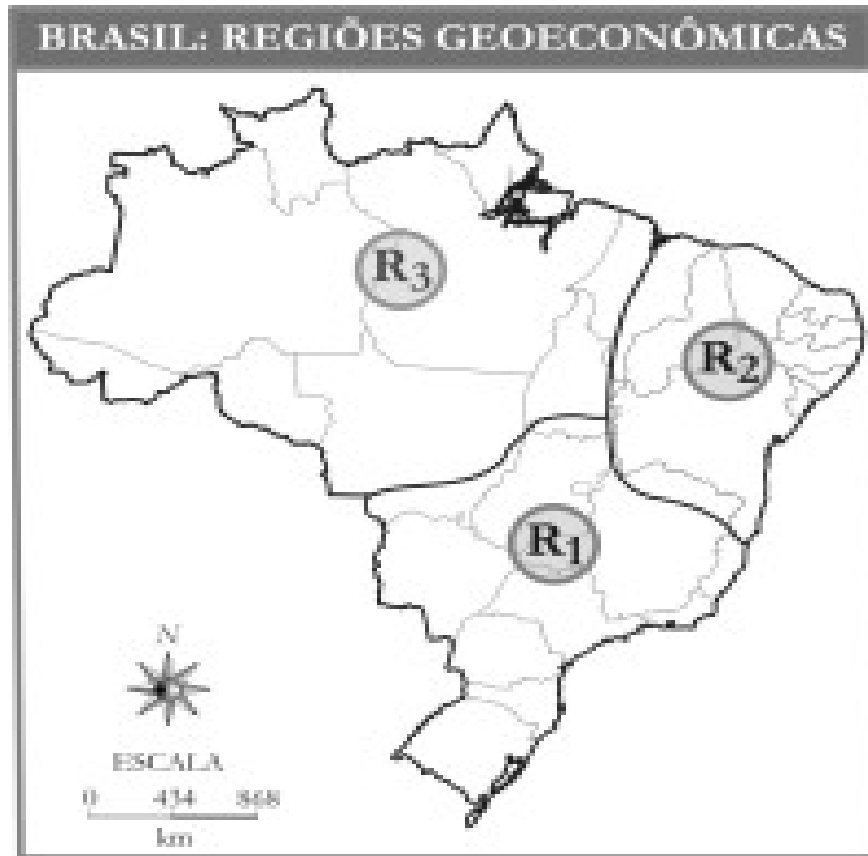 BRASIL: REGIÕES GEOECONÔMICAS
R3
R2
R1
N
ESCALA
0 434 868
km